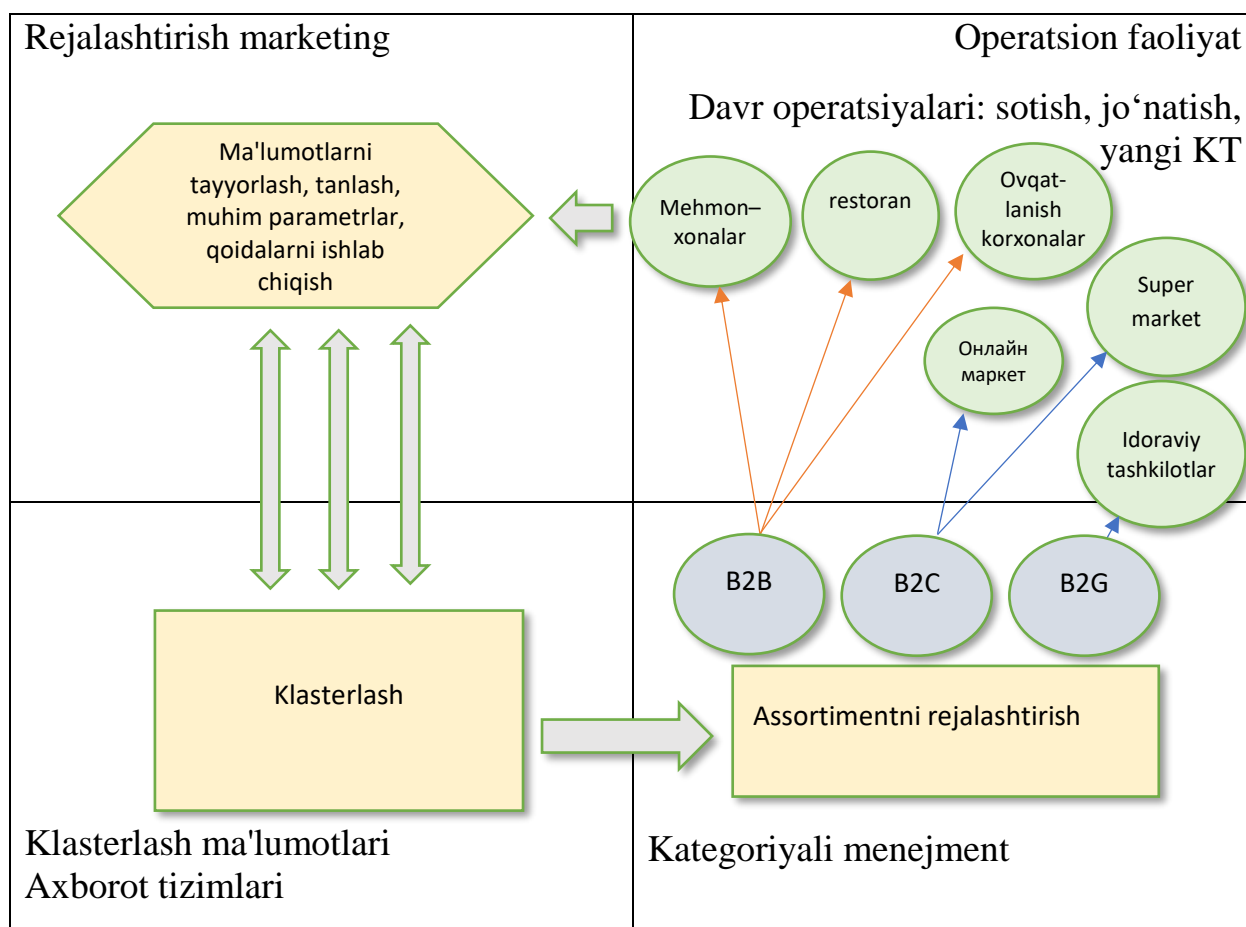 Rejalashtirish marketing
Ma'lumotlarni
tayyorlash, tanlash,
muhim parametrlar,
qoidalarni ishlab
chiqish
Operatsion faoliyat
Davr operatsiyalari: sotish, jo‘natish,
yangi KT
Mehmon–
xonalar
restoran
Ovqat-
lanish
korxonalar
Super
market
Онлайн
маркет
Idoraviy
tashkilotlar
Klasterlash
Klasterlash ma'lumotlari
Axborot tizimlari
B2B
B2C
B2G
Assortimentni rejalashtirish
Kategoriyali menejment